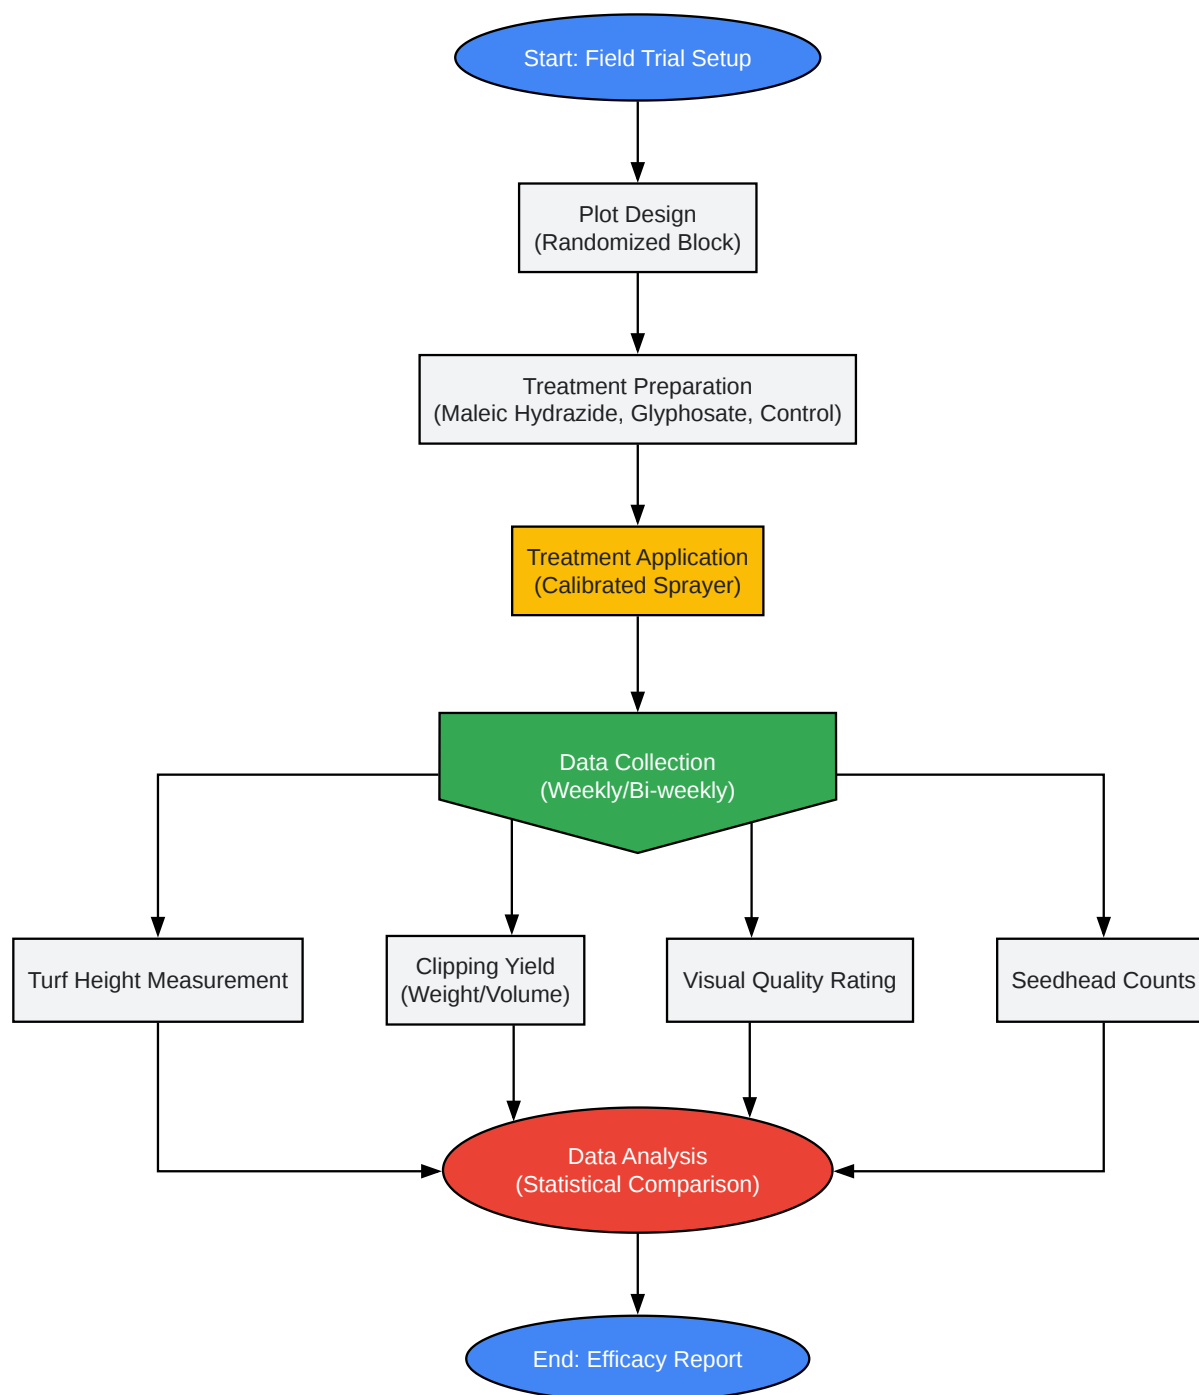 Start: Field Trial Setup
Plot Design
(Randomized Block)
Treatment Preparation
(Maleic Hydrazide, Glyphosate, Control)
Treatment Application
(Calibrated Sprayer)
Data Collection
(Weekly/Bi-weekly)
Turf Height Measurement
Clipping Yield
(Weight/Volume)
Visual Quality Rating
Seedhead Counts
Data Analysis
(Statistical Comparison)
End: Efficacy Report